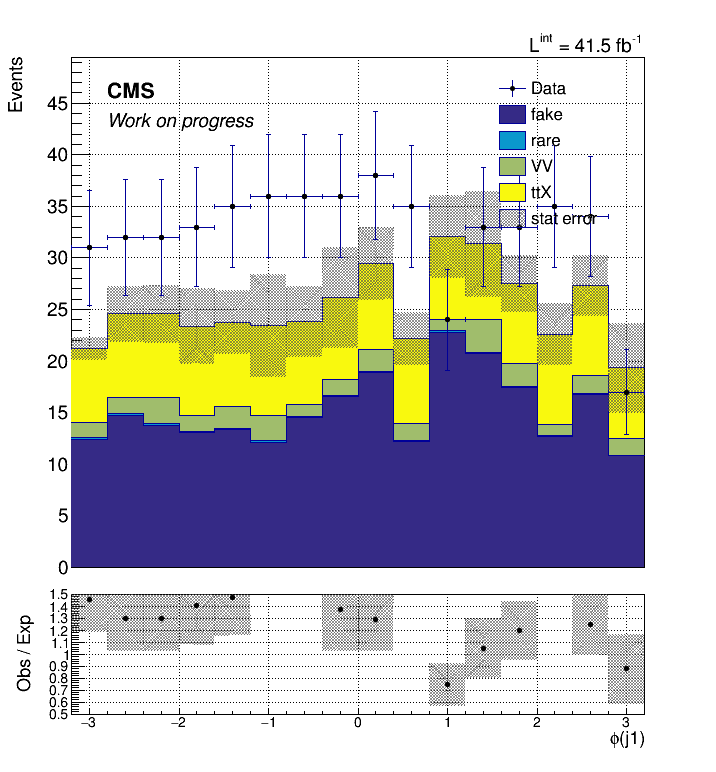 L^int = 41.5 fb^-1
Events
CMS
Work on progress
Data
fake
rare
VV
ttX
stat error
45
40
35
30
25
20
15
10
5
0
Obs / Exp
1.5
1.4
1.3
1.2
1.1
1
0.9
0.8
0.7
0.6
0.5
−3 −2 −1 0 1 2 3
ϕ(j1)